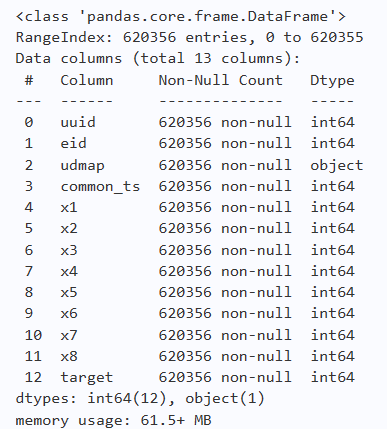 <class 'pandas.core.frame.DataFrame'>
RangeIndex: 620356 entries, 0 to 620355
Data columns (total 13 columns):
 #   Column     Non-Null Count   Dtype
---  ------     --------------   -----
 0   uuid       620356 non-null  int64
 1   eid        620356 non-null  int64
 2   udmap      620356 non-null  object
 3   common_ts  620356 non-null  int64
 4   x1         620356 non-null  int64
 5   x2         620356 non-null  int64
 6   x3         620356 non-null  int64
 7   x4         620356 non-null  int64
 8   x5         620356 non-null  int64
 9   x6         620356 non-null  int64
 10  x7         620356 non-null  int64
 11  x8         620356 non-null  int64
 12  target     620356 non-null  int64
dtypes: int64(12), object(1)
memory usage: 61.5+ MB